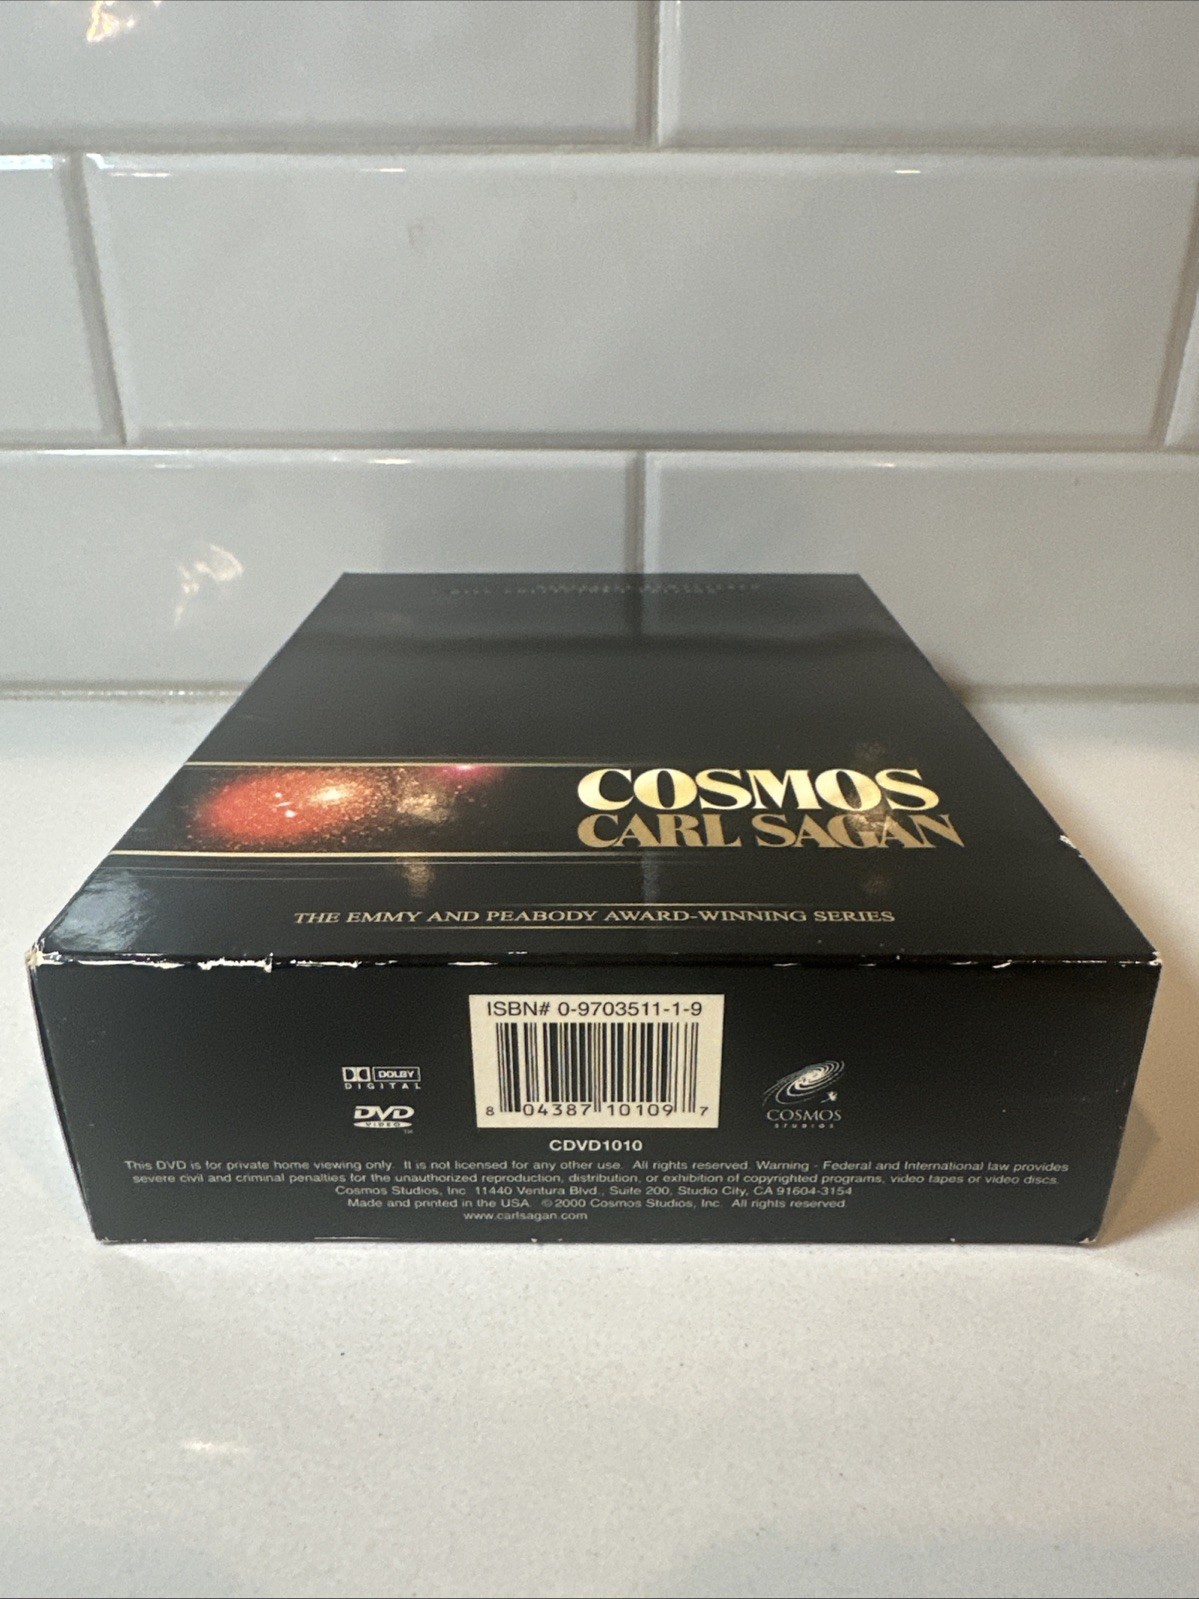 COSMOS
CARL SAGAN
THE EMMY AND PEABODY AWARD-WINNING SERIES
ISBN# 0-9703511-1-9
8 04387 10109 7
DOLBY
DIGITAL
DVD
VIDEO
TM
COSMOS
STUDIOS
CDVD1010
This DVD is for private home viewing only. It is not licensed for any other use. All rights reserved. Warning - Federal and International law provides
severe civil and criminal penalties for the unauthorized reproduction, distribution, or exhibition of copyrighted programs, video tapes or video discs.
Cosmos Studios, Inc. 11440 Ventura Blvd., Suite 200, Studio City, CA 91604-3154
Made and printed in the USA. ©2000 Cosmos Studios, Inc. All rights reserved.
www.carlsagan.com